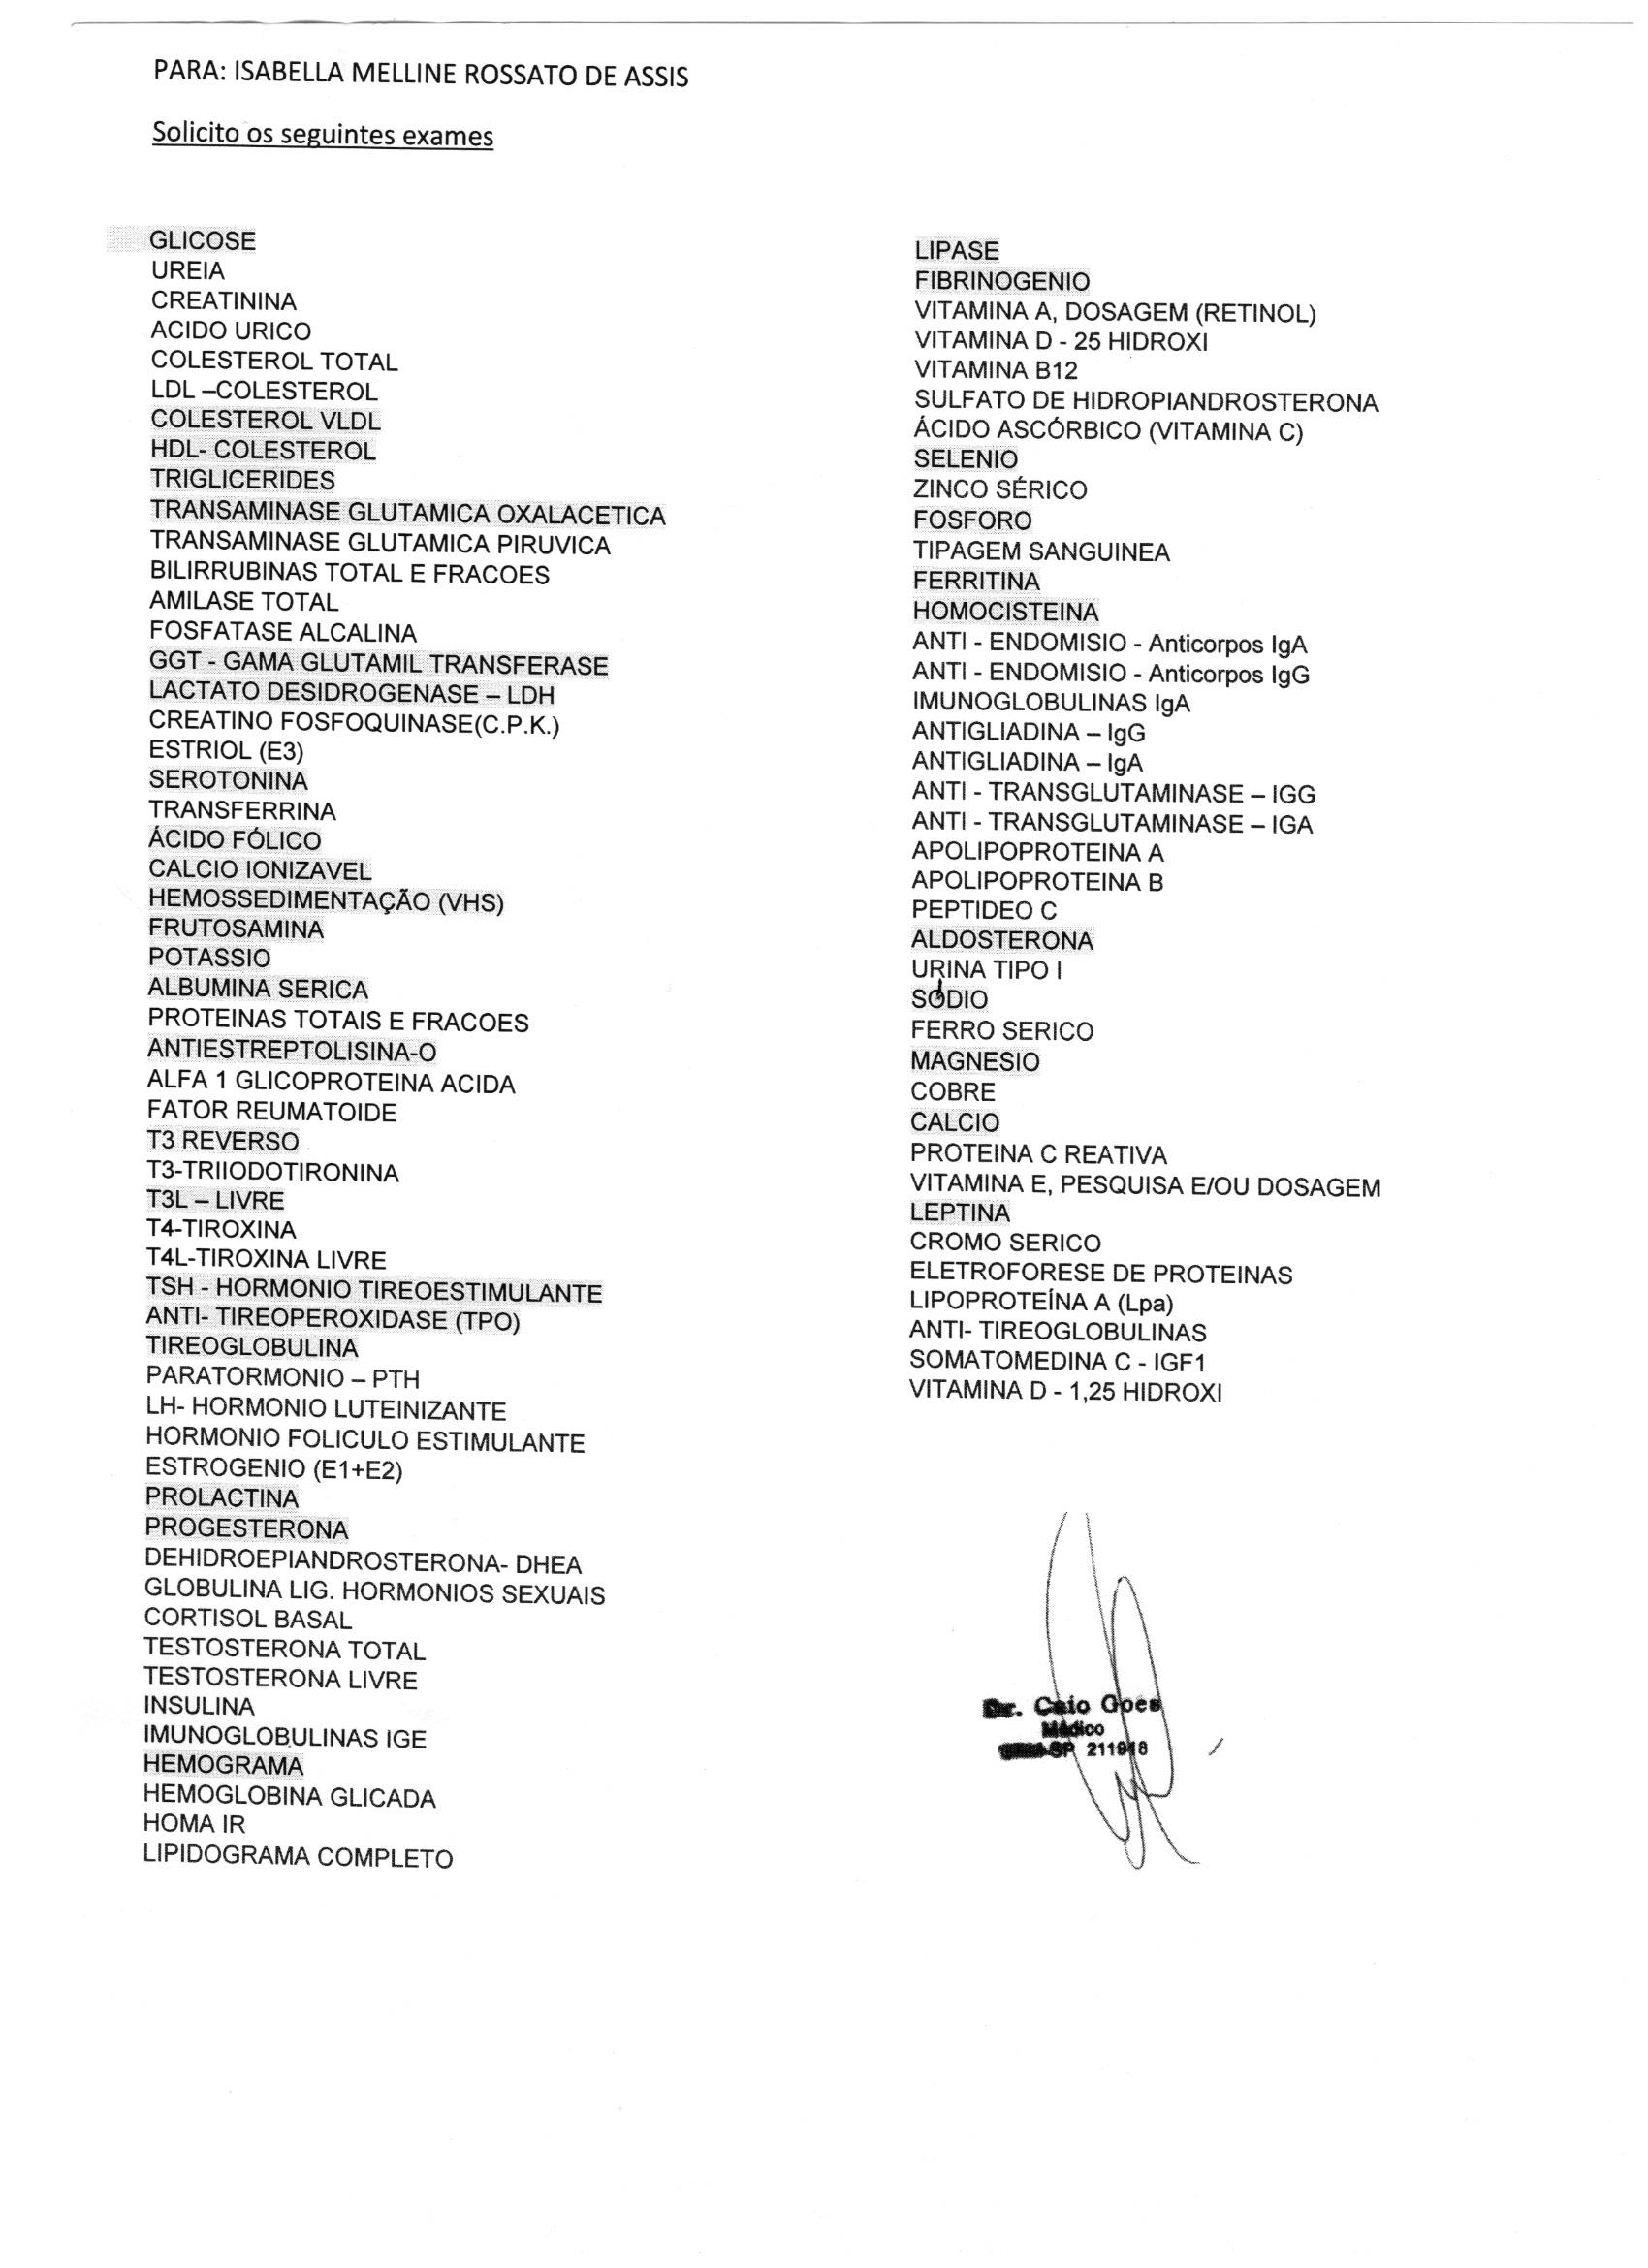 PARA: ISABELLA MELLINE ROSSATO DE ASSIS
Solicito os seguintes exames
GLICOSE
UREIA
CREATININA
ACIDO URICO
COLESTEROL TOTAL
LDL –COLESTEROL
COLESTEROL VLDL
HDL- COLESTEROL
TRIGLICERIDES
TRANSAMINASE GLUTAMICA OXALACETICA
TRANSAMINASE GLUTAMICA PIRUVICA
BILIRRUBINAS TOTAL E FRACOES
AMILASE TOTAL
FOSFATASE ALCALINA
GGT - GAMA GLUTAMIL TRANSFERASE
LACTATO DESIDROGENASE – LDH
CREATINO FOSFOQUINASE(C.P.K.)
ESTRIOL (E3)
SEROTONINA
TRANSFERRINA
ÁCIDO FÓLICO
CALCIO IONIZAVEL
HEMOSSEDIMENTAÇÃO (VHS)
FRUTOSAMINA
POTASSIO
ALBUMINA SERICA
PROTEINAS TOTAIS E FRACOES
ANTIESTREPTOLISINA-O
ALFA 1 GLICOPROTEINA ACIDA
FATOR REUMATOIDE
T3 REVERSO
T3-TRIIODOTIRONINA
T3L – LIVRE
T4-TIROXINA
T4L-TIROXINA LIVRE
TSH - HORMONIO TIREOESTIMULANTE
ANTI- TIREOPEROXIDASE (TPO)
TIREOGLOBULINA
PARATORMONIO – PTH
LH- HORMONIO LUTEINIZANTE
HORMONIO FOLICULO ESTIMULANTE
ESTROGENIO (E1+E2)
PROLACTINA
PROGESTERONA
DEHIDROEPIANDROSTERONA- DHEA
GLOBULINA LIG. HORMONIOS SEXUAIS
CORTISOL BASAL
TESTOSTERONA TOTAL
TESTOSTERONA LIVRE
INSULINA
IMUNOGLOBULINAS IGE
HEMOGRAMA
HEMOGLOBINA GLICADA
HOMA IR
LIPIDOGRAMA COMPLETO
LIPASE
FIBRINOGENIO
VITAMINA A, DOSAGEM (RETINOL)
VITAMINA D - 25 HIDROXI
VITAMINA B12
SULFATO DE HIDROPIANDROSTERONA
ÁCIDO ASCÓRBICO (VITAMINA C)
SELENIO
ZINCO SÉRICO
FOSFORO
TIPAGEM SANGUINEA
FERRITINA
HOMOCISTEINA
ANTI - ENDOMISIO - Anticorpos IgA
ANTI - ENDOMISIO - Anticorpos IgG
IMUNOGLOBULINAS IgA
ANTIGLIADINA – IgG
ANTIGLIADINA – IgA
ANTI - TRANSGLUTAMINASE – IGG
ANTI - TRANSGLUTAMINASE – IGA
APOLIPOPROTEINA A
APOLIPOPROTEINA B
PEPTIDEO C
ALDOSTERONA
URINA TIPO I
SÓDIO
FERRO SERICO
MAGNESIO
COBRE
CALCIO
PROTEINA C REATIVA
VITAMINA E, PESQUISA E/OU DOSAGEM
LEPTINA
CROMO SERICO
ELETROFORESE DE PROTEINAS
LIPOPROTEÍNA A (Lpa)
ANTI- TIREOGLOBULINAS
SOMATOMEDINA C - IGF1
VITAMINA D - 1,25 HIDROXI
Dr. Caio Goes
Médico
SP